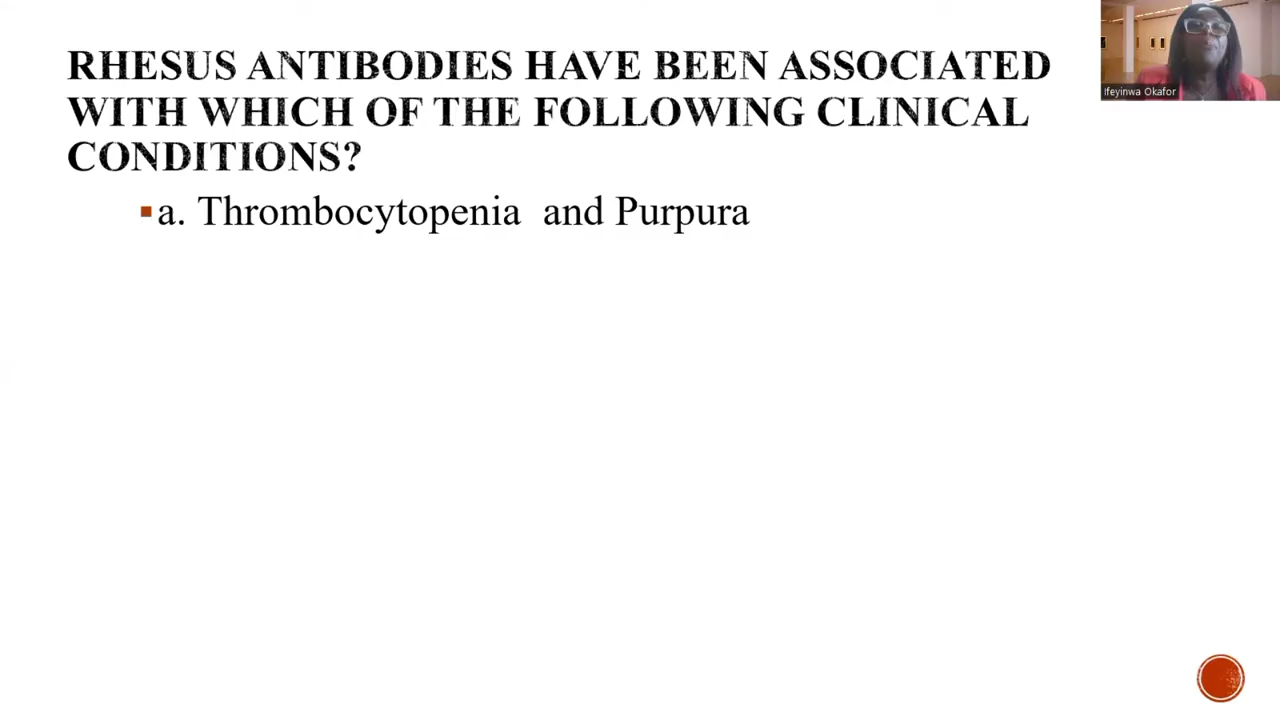 RHESUS ANTIBODIES HAVE BEEN ASSOCIATED
WITH WHICH OF THE FOLLOWING CLINICAL
CONDITIONS?
a. Thrombocytopenia and Purpura
Ifeyinwa Okafor